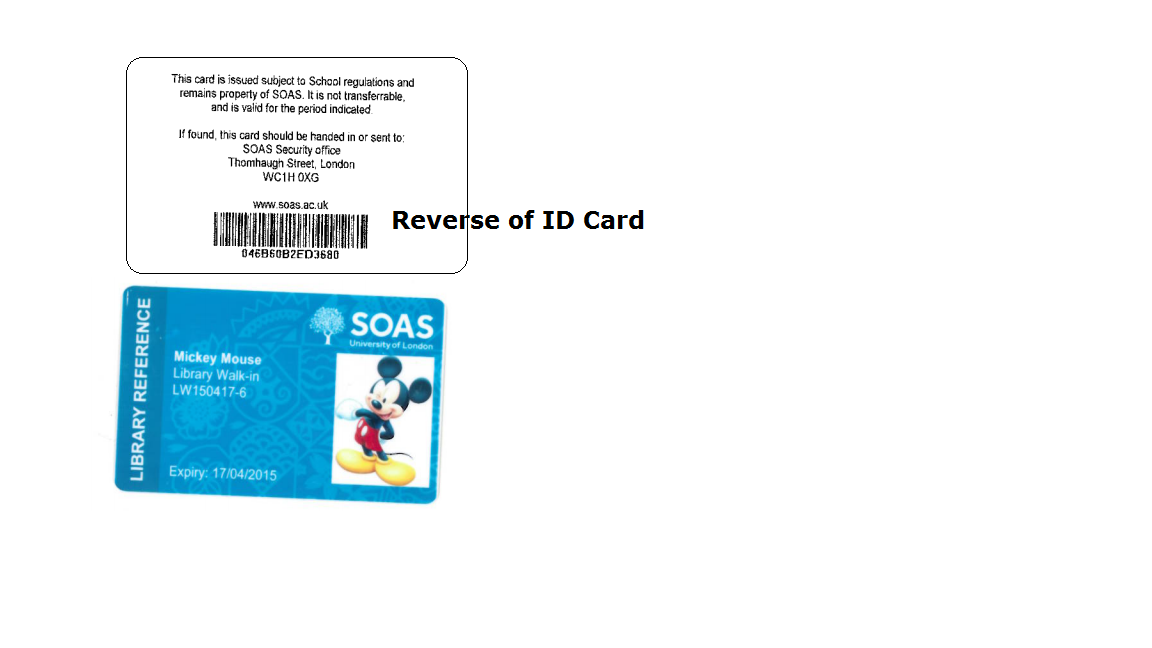 This card is issued subject to School regulations and
remains property of SOAS. It is not transferrable,
and is valid for the period indicated.
If found, this card should be handed in or sent to:
SOAS Security office
Thornhaugh Street, London
WC1H 0XG
www.soas.ac.uk
046B60B2ED3680
Reverse of ID Card
LIBRARY REFERENCE
SOAS
University of London
Mickey Mouse
Library Walk-in
LW150417-6
Expiry: 17/04/2015